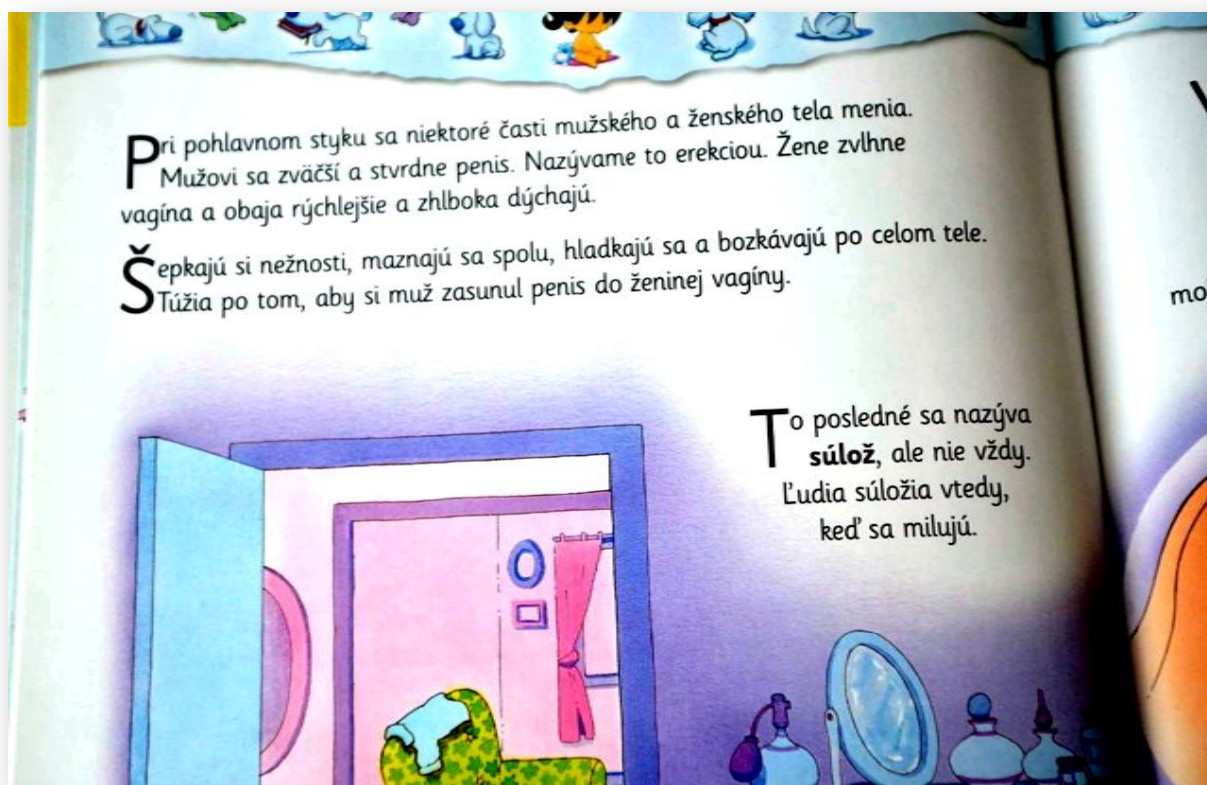 Pri pohlavnom styku sa niektoré časti mužského a ženského tela menia.
Mužovi sa zväčší a stvrdne penis. Nazývame to erekciou. Žene zvlhne
vagína a obaja rýchlejšie a zhlboka dýchajú.
Šepkajú si nežnosti, maznajú sa spolu, hladkajú sa a bozkávajú po celom tele.
Túžia po tom, aby si muž zasunul penis do ženinej vagíny.
To posledné sa nazýva
súlož, ale nie vždy.
Ľudia súložia vtedy,
keď sa milujú.